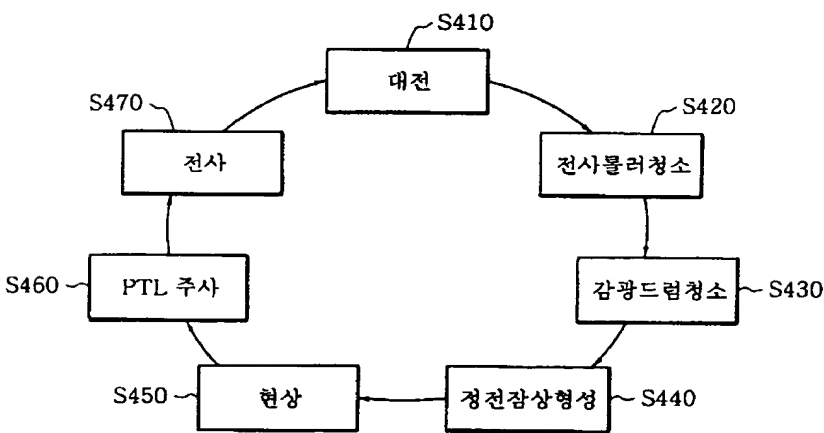 S410
대전
S470
전사
S420
전사롤러청소
S460
PTL 주사
감광드럼청소
S430
S450
현상
정전잠상형성
S440